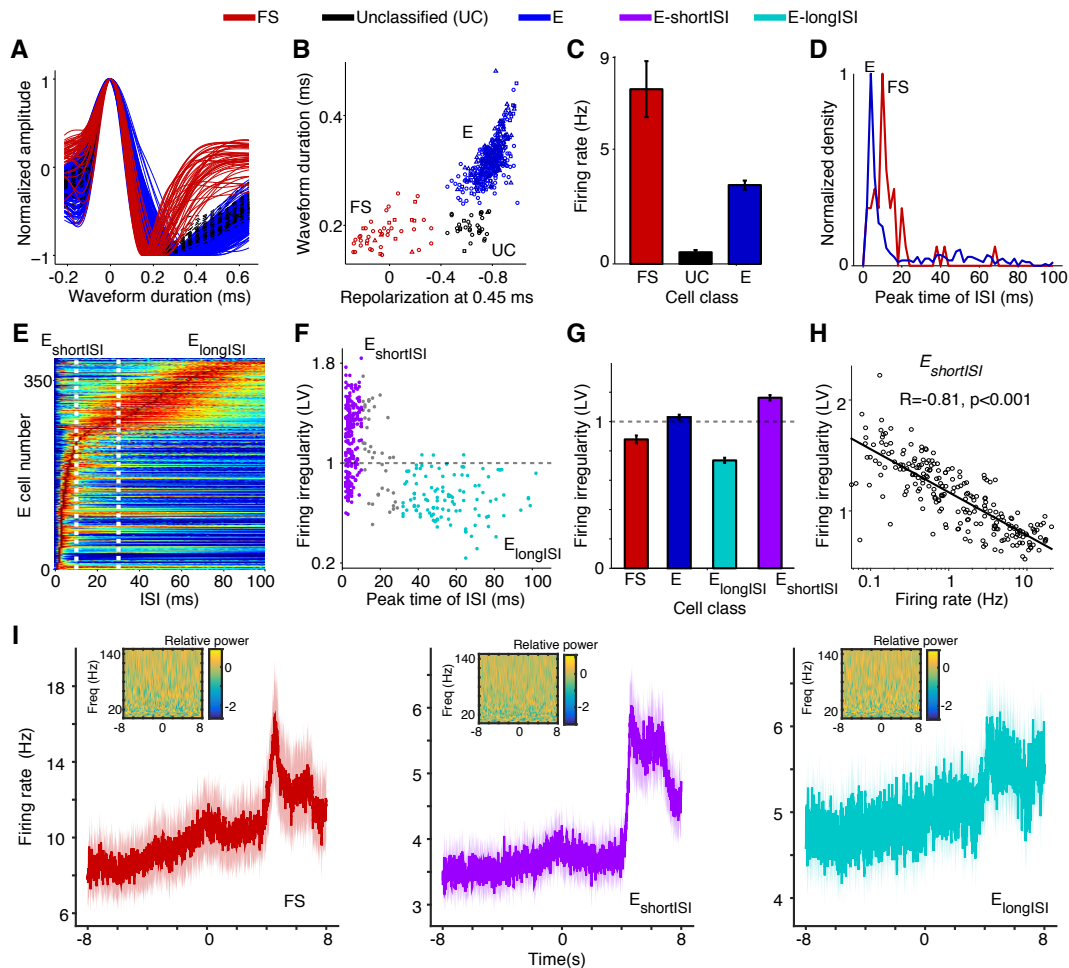 FS Unclassified (UC) E E-shortISI E-longISI
A
Normalized amplitude
1
0
−1
-0.2 0 0.2 0.4 0.6
Waveform duration (ms)
B
Waveform duration (ms)
0.4
0.2
E
FS
UC
0 -0.4 -0.8
Repolarization at 0.45 ms
C
Firing rate (Hz)
9
5
0
FS UC E
Cell class
D
Normalized density
1
0
E
FS
0 20 40 60 80 100
Peak time of ISI (ms)
E
EshortISI ElongISI
E cell number
350
0
0 20 40 60 80 100
ISI (ms)
F
Firing irregularity (LV)
1.8
1
0.2
EshortISI
ElongISI
0 20 40 60 80 100
Peak time of ISI (ms)
G
Firing irregularity (LV)
1
0
FS E ElongISI EshortISI
Cell class
H
Firing irregularity (LV)
2
1
EshortISI
R=-0.81, p<0.001
0.1 1 10
Firing rate (Hz)
I
Firing rate (Hz)
18
14
10
6
Relative power
Freq (Hz)
140
20
-8 0 8
0
-2
FS
-8 0 8
6
5
4
3
Relative power
Freq (Hz)
140
20
-8 0 8
0
-2
EshortISI
-8 0 8
Time(s)
6
5
4
Relative power
Freq (Hz)
140
20
-8 0 8
0
-2
ElongISI
-8 0 8